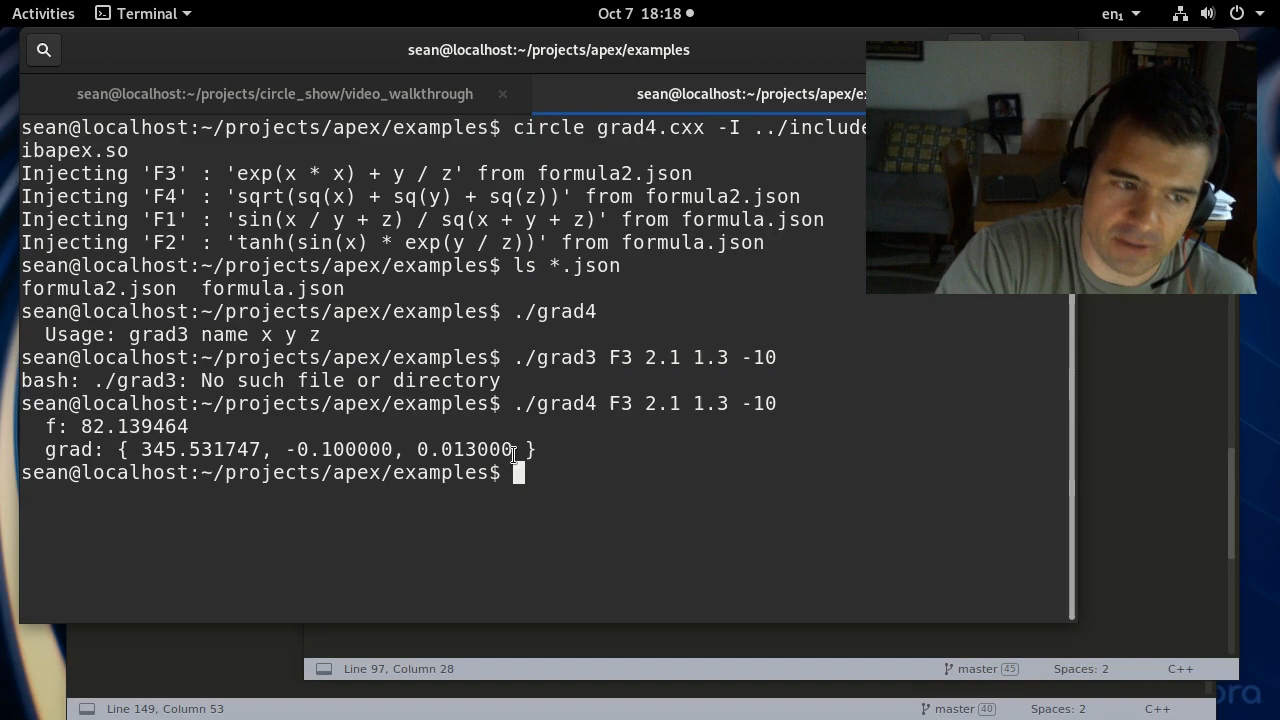 Activities Terminal Oct 7 18:18 en₁
sean@localhost:~/projects/apex/examples
sean@localhost:~/projects/circle_show/video_walkthrough × sean@localhost:~/projects/apex/ex
sean@localhost:~/projects/apex/examples$ circle grad4.cxx -I ../include
ibapex.so
Injecting 'F3' : 'exp(x * x) + y / z' from formula2.json
Injecting 'F4' : 'sqrt(sq(x) + sq(y) + sq(z))' from formula2.json
Injecting 'F1' : 'sin(x / y + z) / sq(x + y + z)' from formula.json
Injecting 'F2' : 'tanh(sin(x) * exp(y / z))' from formula.json
sean@localhost:~/projects/apex/examples$ ls *.json
formula2.json formula.json
sean@localhost:~/projects/apex/examples$ ./grad4
Usage: grad3 name x y z
sean@localhost:~/projects/apex/examples$ ./grad3 F3 2.1 1.3 -10
bash: ./grad3: No such file or directory
sean@localhost:~/projects/apex/examples$ ./grad4 F3 2.1 1.3 -10
f: 82.139464
grad: { 345.531747, -0.100000, 0.013000 }
sean@localhost:~/projects/apex/examples$
Line 97, Column 28 master 45 Spaces: 2 C++
Line 149, Column 53 master 40 Spaces: 2 C++
ora